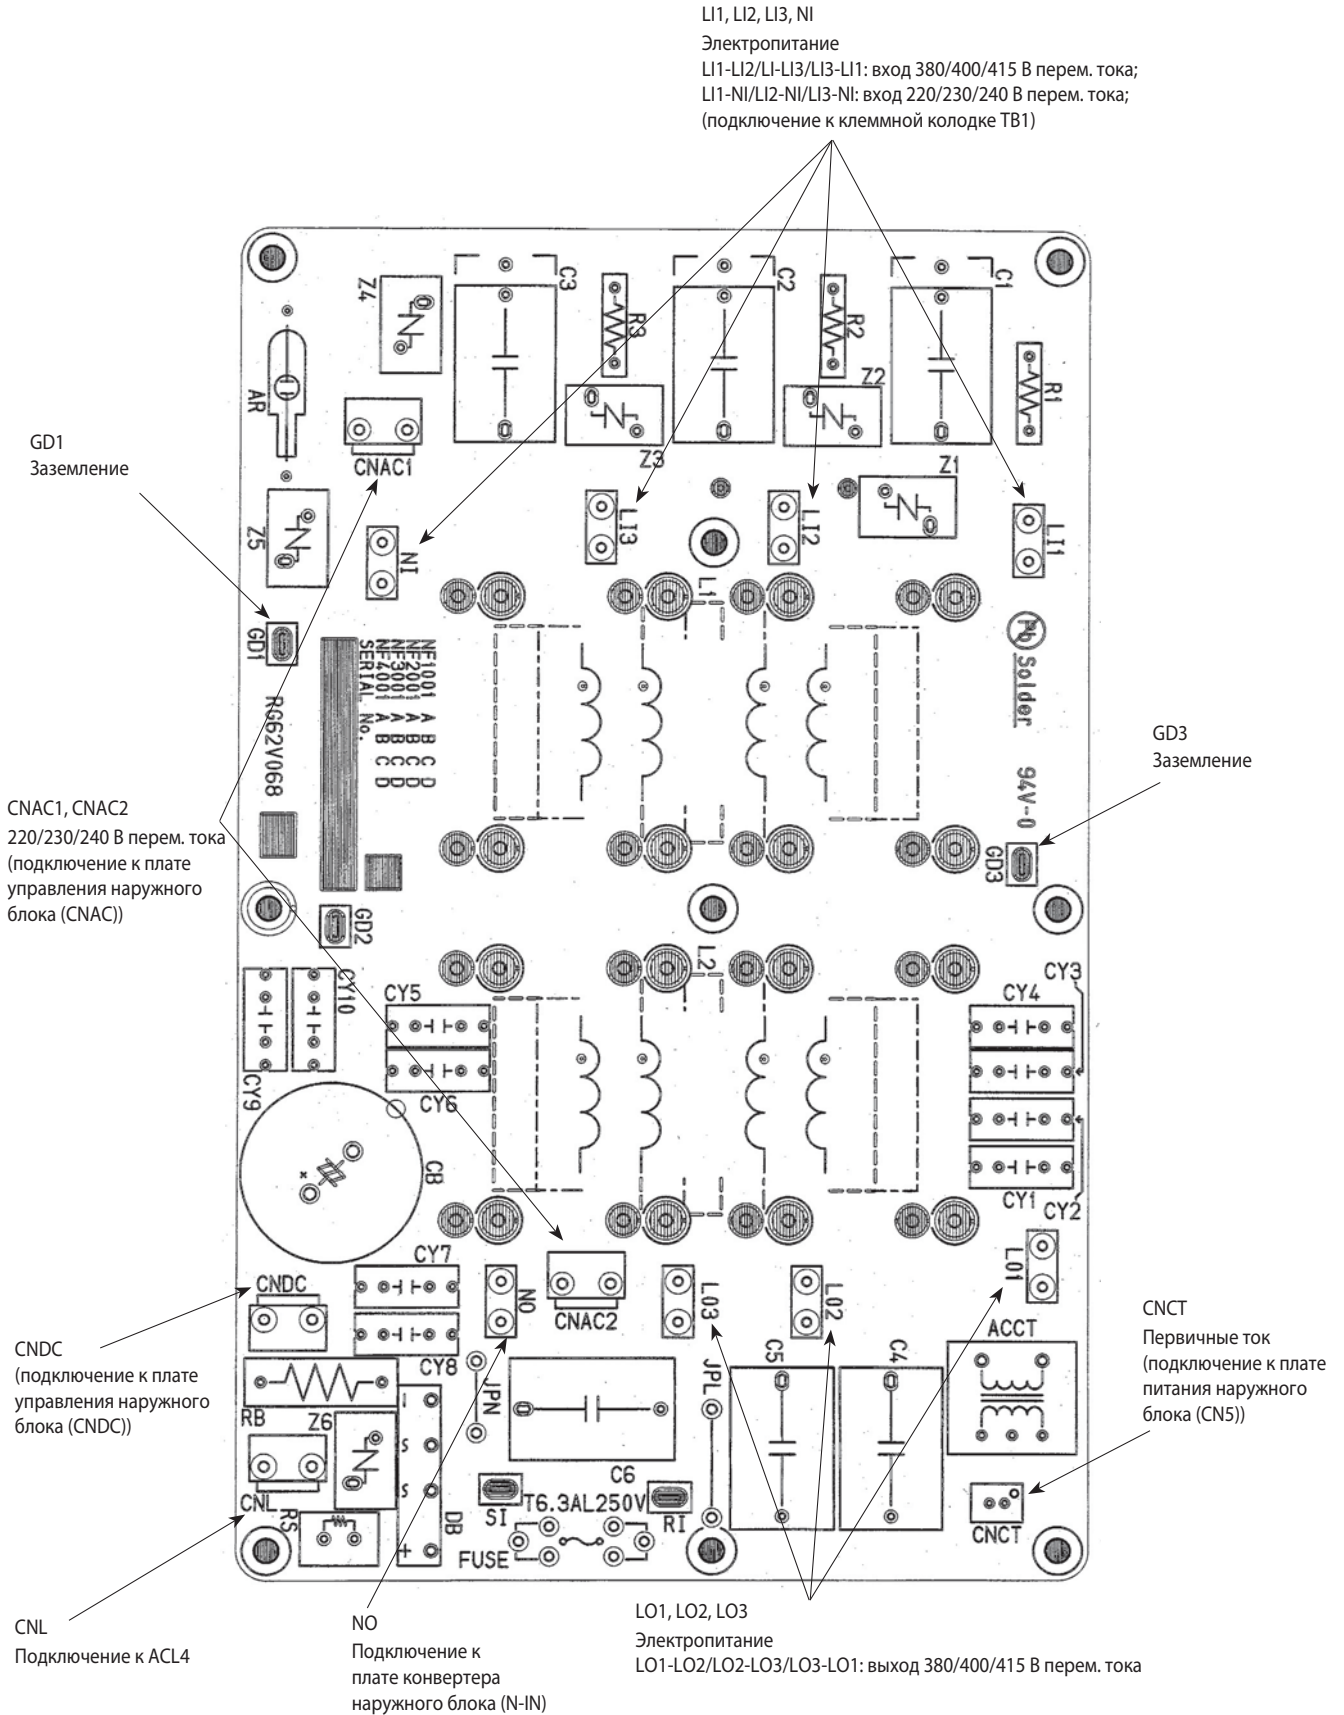 LI1, LI2, LI3, NI
Электропитание
LI1-LI2/LI-LI3/LI3-LI1: вход 380/400/415 В перем. тока;
LI1-NI/LI2-NI/LI3-NI: вход 220/230/240 В перем. тока;
(подключение к клеммной колодке TB1)
Z4
C3
R3
C2
R2
C1
R1
AR
Z2
CNAC1
Z3
Z1
GD1
Заземление
Z5
NI
LI3
LI2
LI1
L1
GD1
NF1001 A B C D
NF2001 A B C D
NF3001 A B C D
NF4001 A B C D
SERIAL No.
RG62V068
Pb
Solder
94V-0
GD3
Заземление
GD3
CNAC1, CNAC2
220/230/240 В перем. тока
(подключение к плате
управления наружного
блока (CNAC))
GD2
L2
CY10
CY9
CY5
CY6
CY3
CY4
CY1
CY2
CB
CY7
CNDC
CY8
NO
CNAC2
LO3
LO2
LO1
CNDC
(подключение к плате
управления наружного
блока (CNDC))
ACCT
CNCT
Первичные ток
(подключение к плате
питания наружного
блока (CN5))
JPN
JPL
C5
C4
RB
Z6
C6
CNL
RS
DB
SI
T6.3AL250V
RI
FUSE
CNCT
CNL
Подключение к ACL4
NO
Подключение к
плате конвертера
наружного блока (N-IN)
LO1, LO2, LO3
Электропитание
LO1-LO2/LO2-LO3/LO3-LO1: выход 380/400/415 В перем. тока